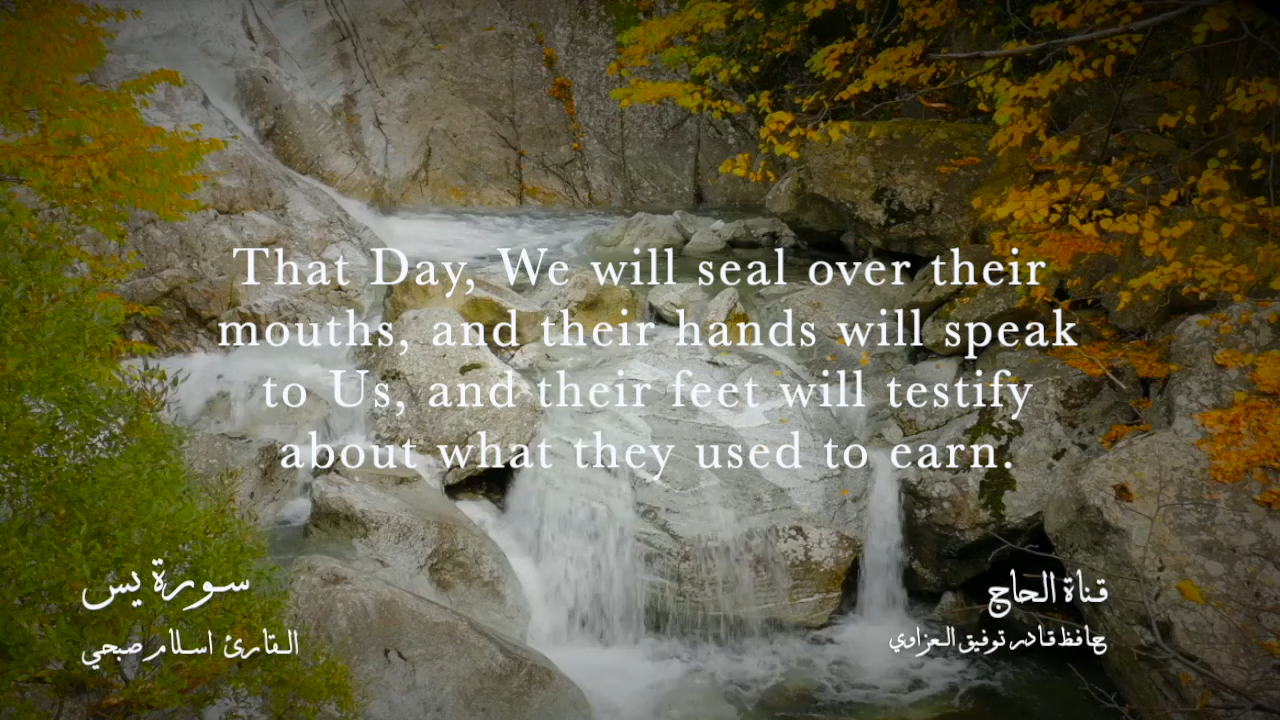 That Day, We will seal over their
mouths, and their hands will speak
to Us, and their feet will testify
about what they used to earn.
سورة يس
القارئ اسلام صبحي
قناة الحاج
حافظ قادر توفيق العزاوي